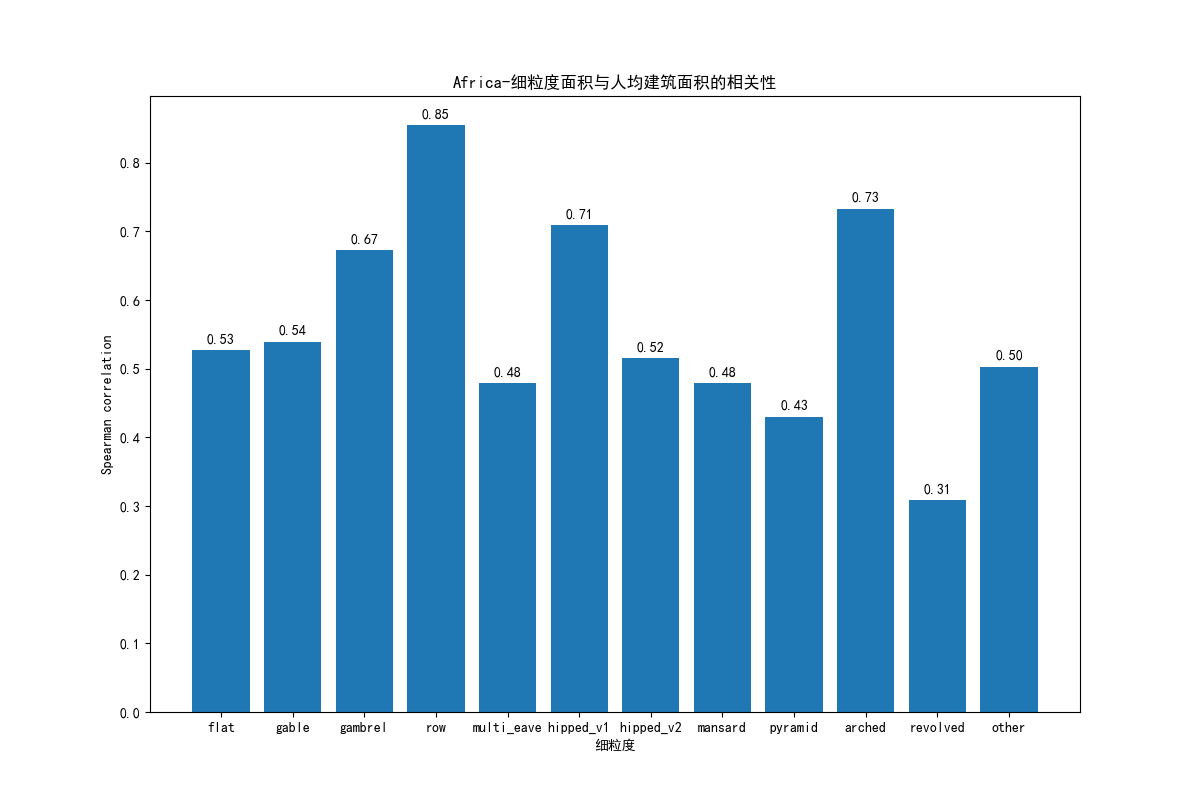 Africa-细粒度面积与人均建筑面积的相关性
Spearman correlation
0.8
0.7
0.6
0.5
0.4
0.3
0.2
0.1
0.0
0.53
0.54
0.67
0.85
0.48
0.71
0.52
0.48
0.43
0.73
0.31
0.50
flat
gable
gambrel
row
multi_eave
hipped_v1
hipped_v2
mansard
pyramid
arched
revolved
other
细粒度